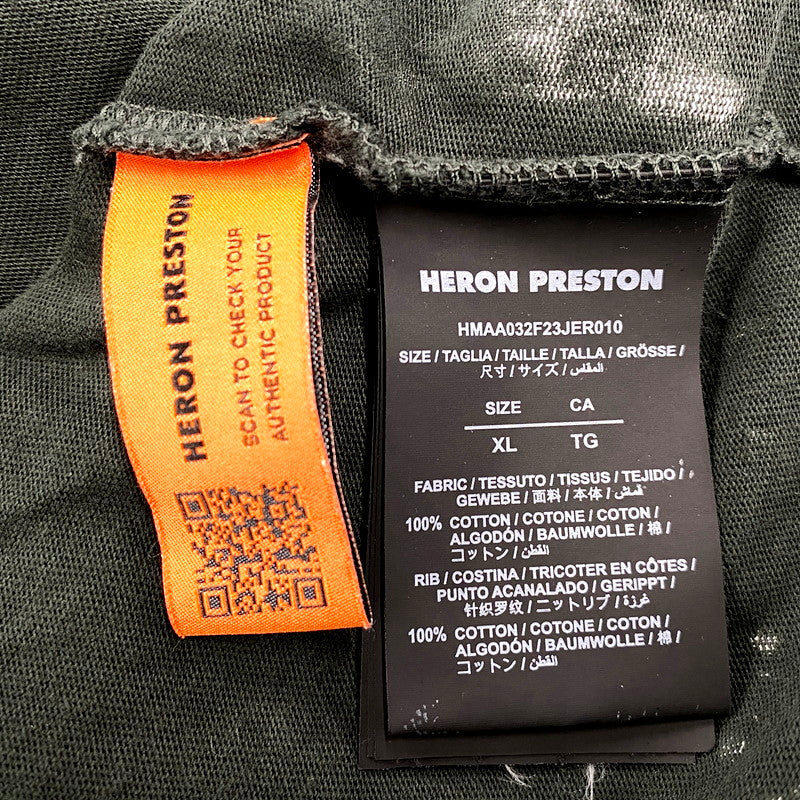 HERON PRESTON
SCAN TO CHECK YOUR
AUTHENTIC PRODUCT
HERON PRESTON
HMAA032F23JER010
SIZE / TAGLIA / TAILLE / TALLA / GRÖSSE /
尺寸 / サイズ / المقاس
SIZE CA
XL TG
FABRIC / TESSUTO / TISSUS / TEJIDO /
GEWEBE / 面料 / 本体 / قماش
100% COTTON / COTONE / COTON /
ALGODÓN / BAUMWOLLE / 棉 /
コットン / القطن
RIB / COSTINA / TRICOTER EN CÔTES /
PUNTO ACANALADO / GERIPPT /
针织罗纹 / ニットリブ / غرزة
100% COTTON / COTONE / COTON /
ALGODÓN / BAUMWOLLE / 棉 /
コットン / القطن